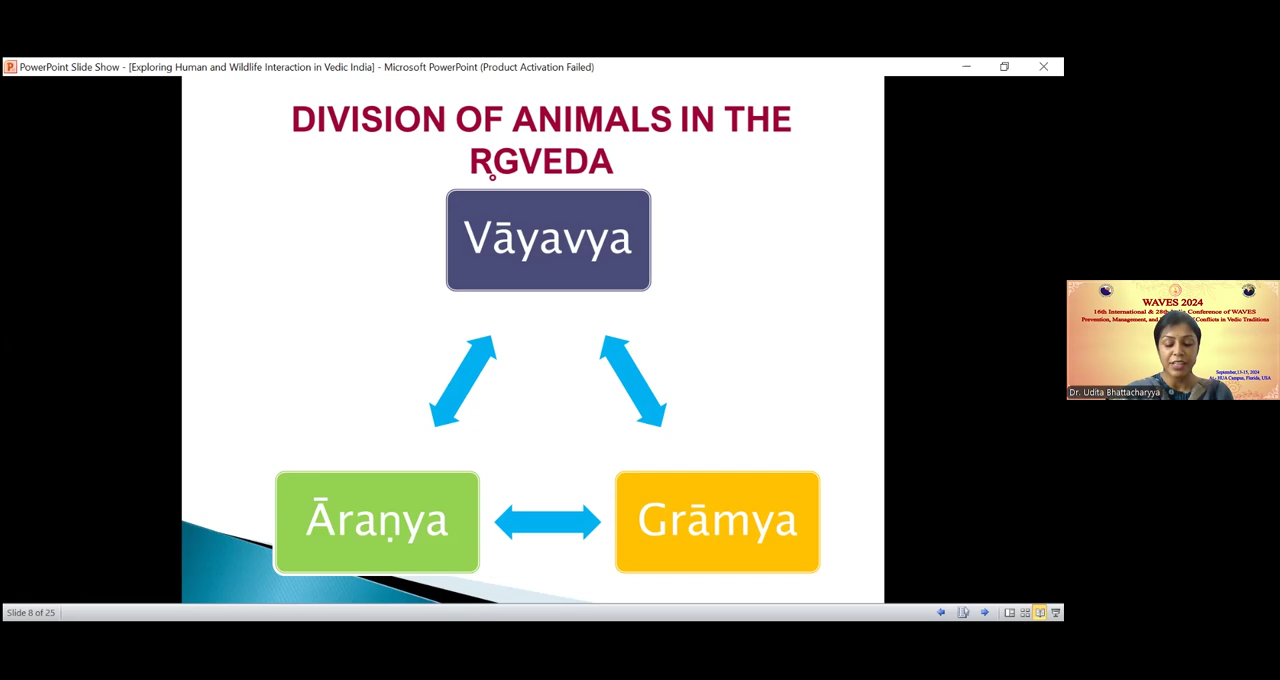 PowerPoint Slide Show - [Exploring Human and Wildlife Interaction in Vedic India] - Microsoft PowerPoint (Product Activation Failed)
DIVISION OF ANIMALS IN THE
R̥GVEDA
Vāyavya
Āraṇya
Grāmya
Slide 8 of 25
WAVES 2024
16th International & 28th Conference of WAVES
Prevention, Management, and Conflicts in Vedic Traditions
September,13-15, 2024
At:- HUA Campus, Florida, USA
Dr. Udita Bhattacharyya